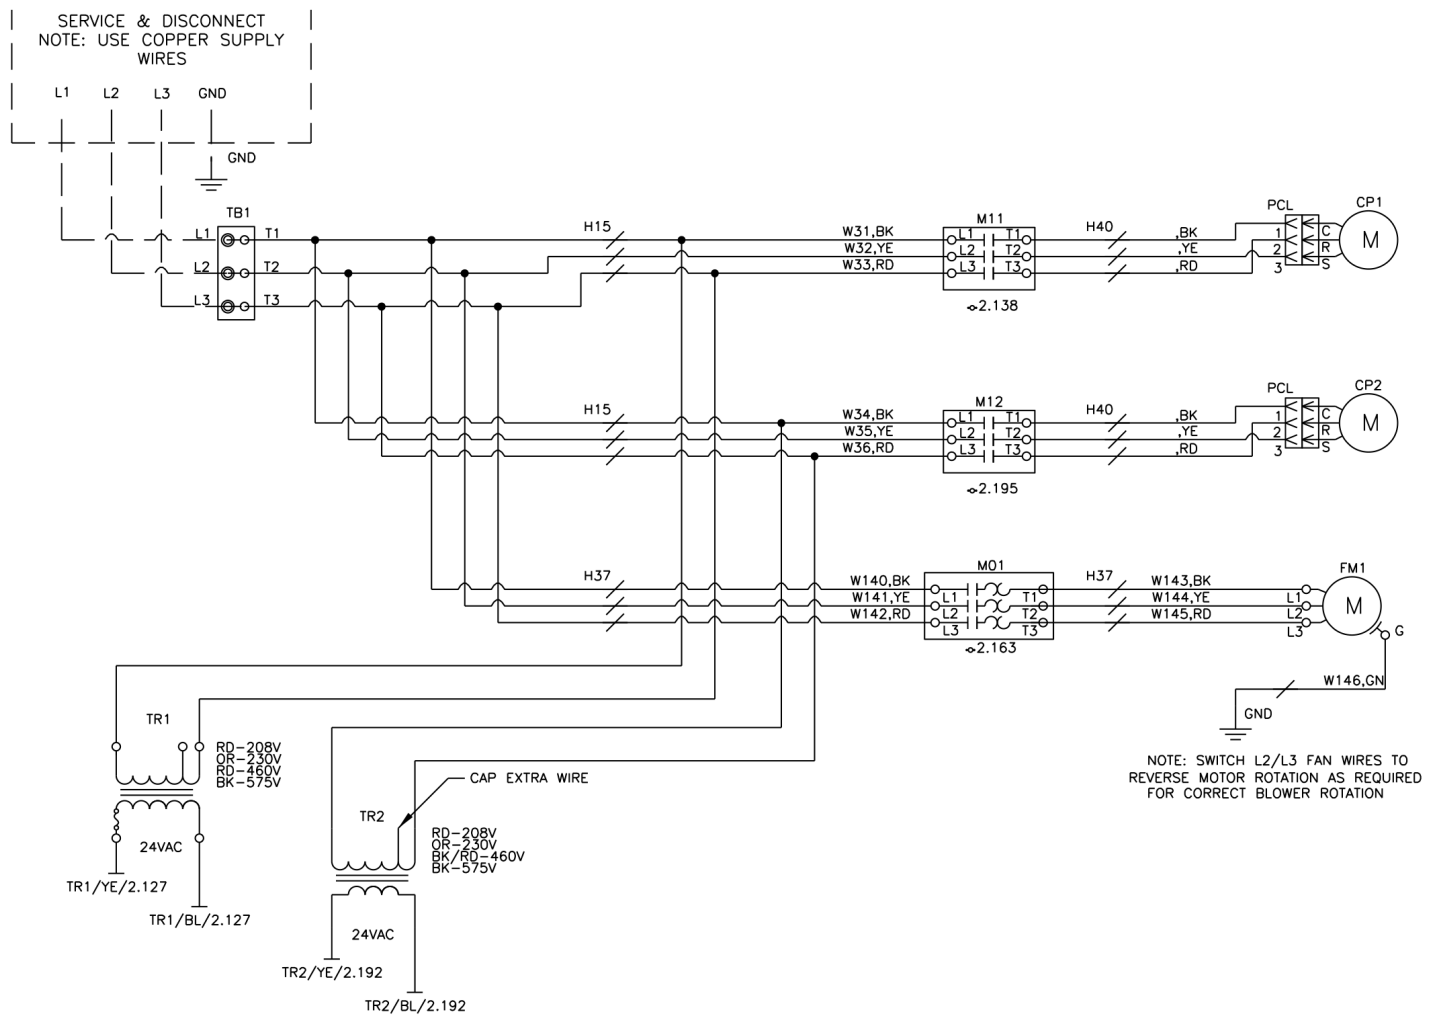 SERVICE & DISCONNECT
NOTE: USE COPPER SUPPLY
WIRES
L1 L2 L3 GND
GND
TB1
L1 T1
L2 T2
L3 T3
H15
W31,BK
W32,YE
W33,RD
M11
L1 T1
L2 T2
L3 T3
⌀2.138
H40
,BK
,YE
,RD
PCL
1 C
2 R
3 S
CP1
M
H15
W34,BK
W35,YE
W36,RD
M12
L1 T1
L2 T2
L3 T3
2.195
H40
,BK
,YE
,RD
PCL
1 C
2 R
3 S
CP2
M
H37
W140,BK
W141,YE
W142,RD
M01
L1 T1
L2 T2
L3 T3
2.163
H37
W143,BK
W144,YE
W145,RD
L1
L2
L3
FM1
M
G
W146,GN
GND
NOTE: SWITCH L2/L3 FAN WIRES TO
REVERSE MOTOR ROTATION AS REQUIRED
FOR CORRECT BLOWER ROTATION
TR1
RD-208V
OR-230V
RD-460V
BK-575V
24VAC
TR1/YE/2.127
TR1/BL/2.127
CAP EXTRA WIRE
TR2
RD-208V
OR-230V
BK/RD-460V
BK-575V
24VAC
TR2/YE/2.192
TR2/BL/2.192